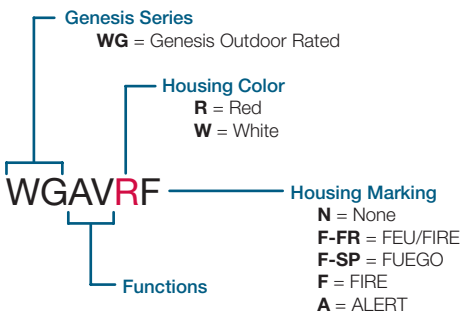 Genesis Series
WG = Genesis Outdoor Rated
Housing Color
R = Red
W = White
WGAVRF
Housing Marking
N = None
F-FR = FEU/FIRE
F-SP = FUEGO
F = FIRE
A = ALERT
Functions